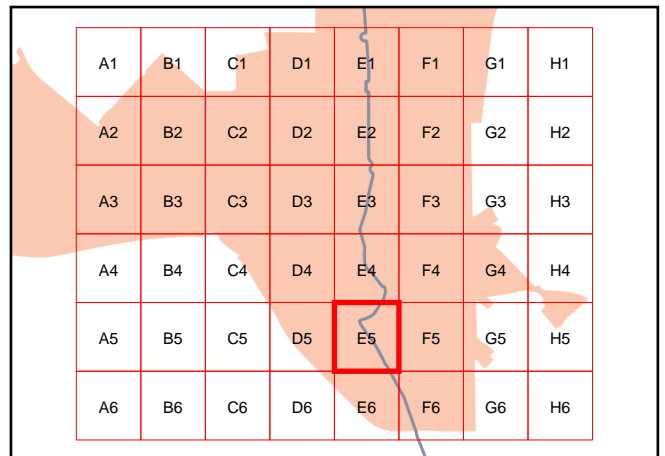 A1 B1 C1 D1 E1 F1 G1 H1
A2 B2 C2 D2 E2 F2 G2 H2
A3 B3 C3 D3 E3 F3 G3 H3
A4 B4 C4 D4 E4 F4 G4 H4
A5 B5 C5 D5 E5 F5 G5 H5
A6 B6 C6 D6 E6 F6 G6 H6